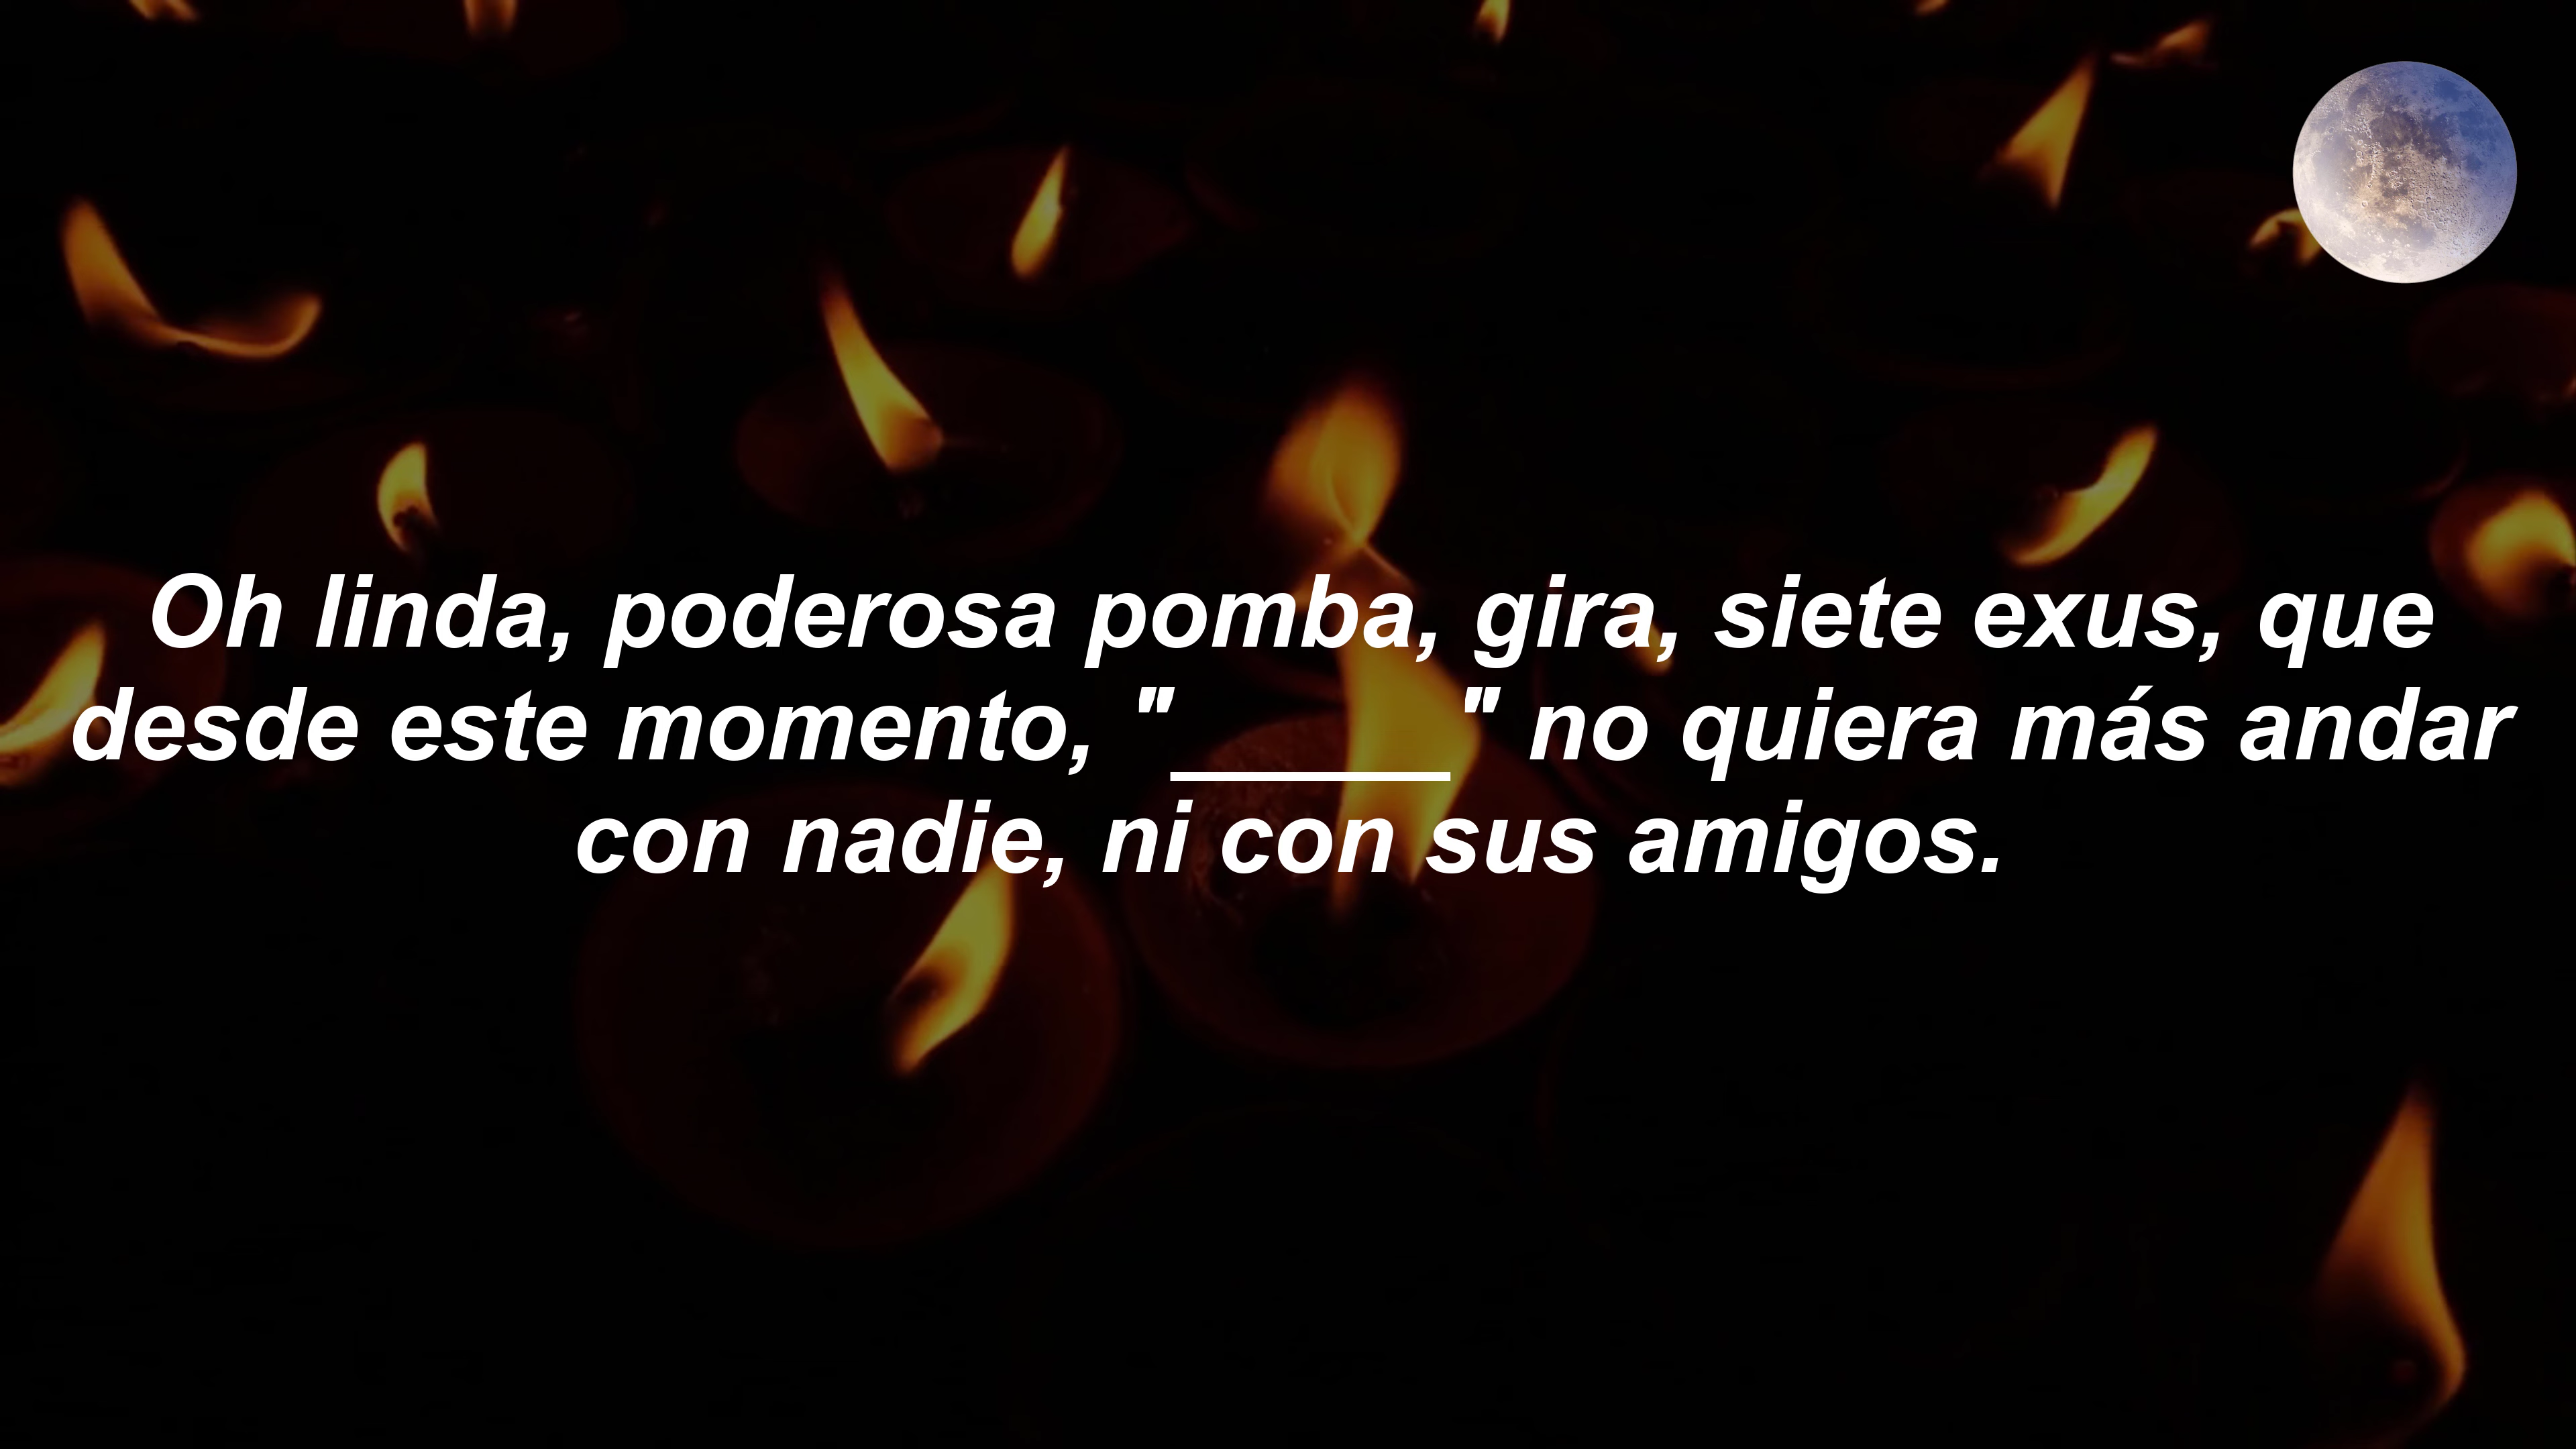 Oh linda, poderosa pomba, gira, siete exus, que
desde este momento, "_____" no quiera más andar
con nadie, ni con sus amigos.